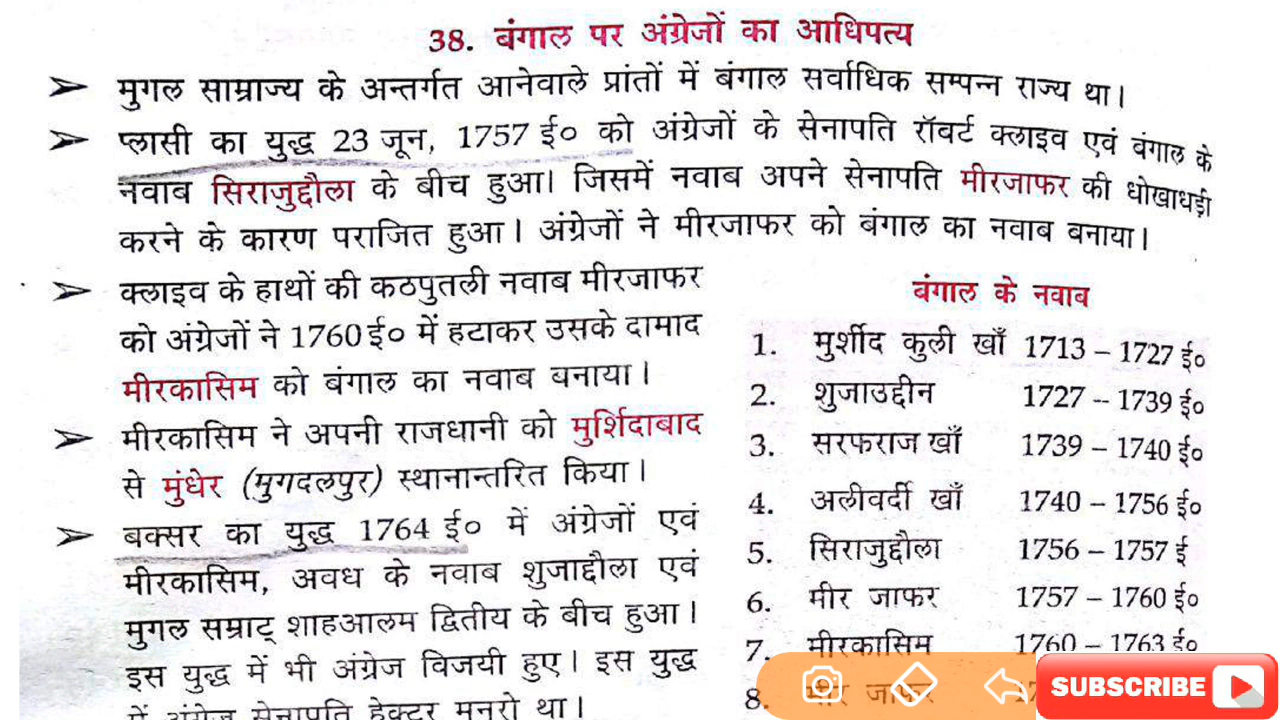 38. बंगाल पर अंग्रेजों का आधिपत्य
➢ मुगल साम्राज्य के अन्तर्गत आनेवाले प्रांतों में बंगाल सर्वाधिक सम्पन्न राज्य था।
➢ प्लासी का युद्ध 23 जून, 1757 ई० को अंग्रेजों के सेनापति रॉबर्ट क्लाइव एवं बंगाल के
नवाब सिराजुद्दौला के बीच हुआ। जिसमें नवाब अपने सेनापति मीरजाफर की धोखाधड़ी
करने के कारण पराजित हुआ। अंग्रेजों ने मीरजाफर को बंगाल का नवाब बनाया।
➢ क्लाइव के हाथों की कठपुतली नवाब मीरजाफर
को अंग्रेजों ने 1760 ई० में हटाकर उसके दामाद
मीरकासिम को बंगाल का नवाब बनाया।
➢ मीरकासिम ने अपनी राजधानी को मुर्शिदाबाद
से मुंधेर (मुगदलपुर) स्थानान्तरित किया।
➢ बक्सर का युद्ध 1764 ई० में अंग्रेजों एवं
मीरकासिम, अवध के नवाब शुजाद्दौला एवं
मुगल सम्राट् शाहआलम द्वितीय के बीच हुआ।
इस युद्ध में भी अंग्रेज विजयी हुए। इस युद्ध
में अंग्रेज सेनापति हेक्टर मुनरो था।
बंगाल के नवाब
1. मुर्शीद कुली खाँ 1713 – 1727 ई०
2. शुजाउद्दीन 1727 – 1739 ई०
3. सरफराज खाँ 1739 – 1740 ई०
4. अलीवर्दी खाँ 1740 – 1756 ई०
5. सिराजुद्दौला 1756 – 1757 ई
6. मीर जाफर 1757 – 1760 ई०
7. मीरकासिम 1760 – 1763 ई०
8. मीर जाफर
SUBSCRIBE